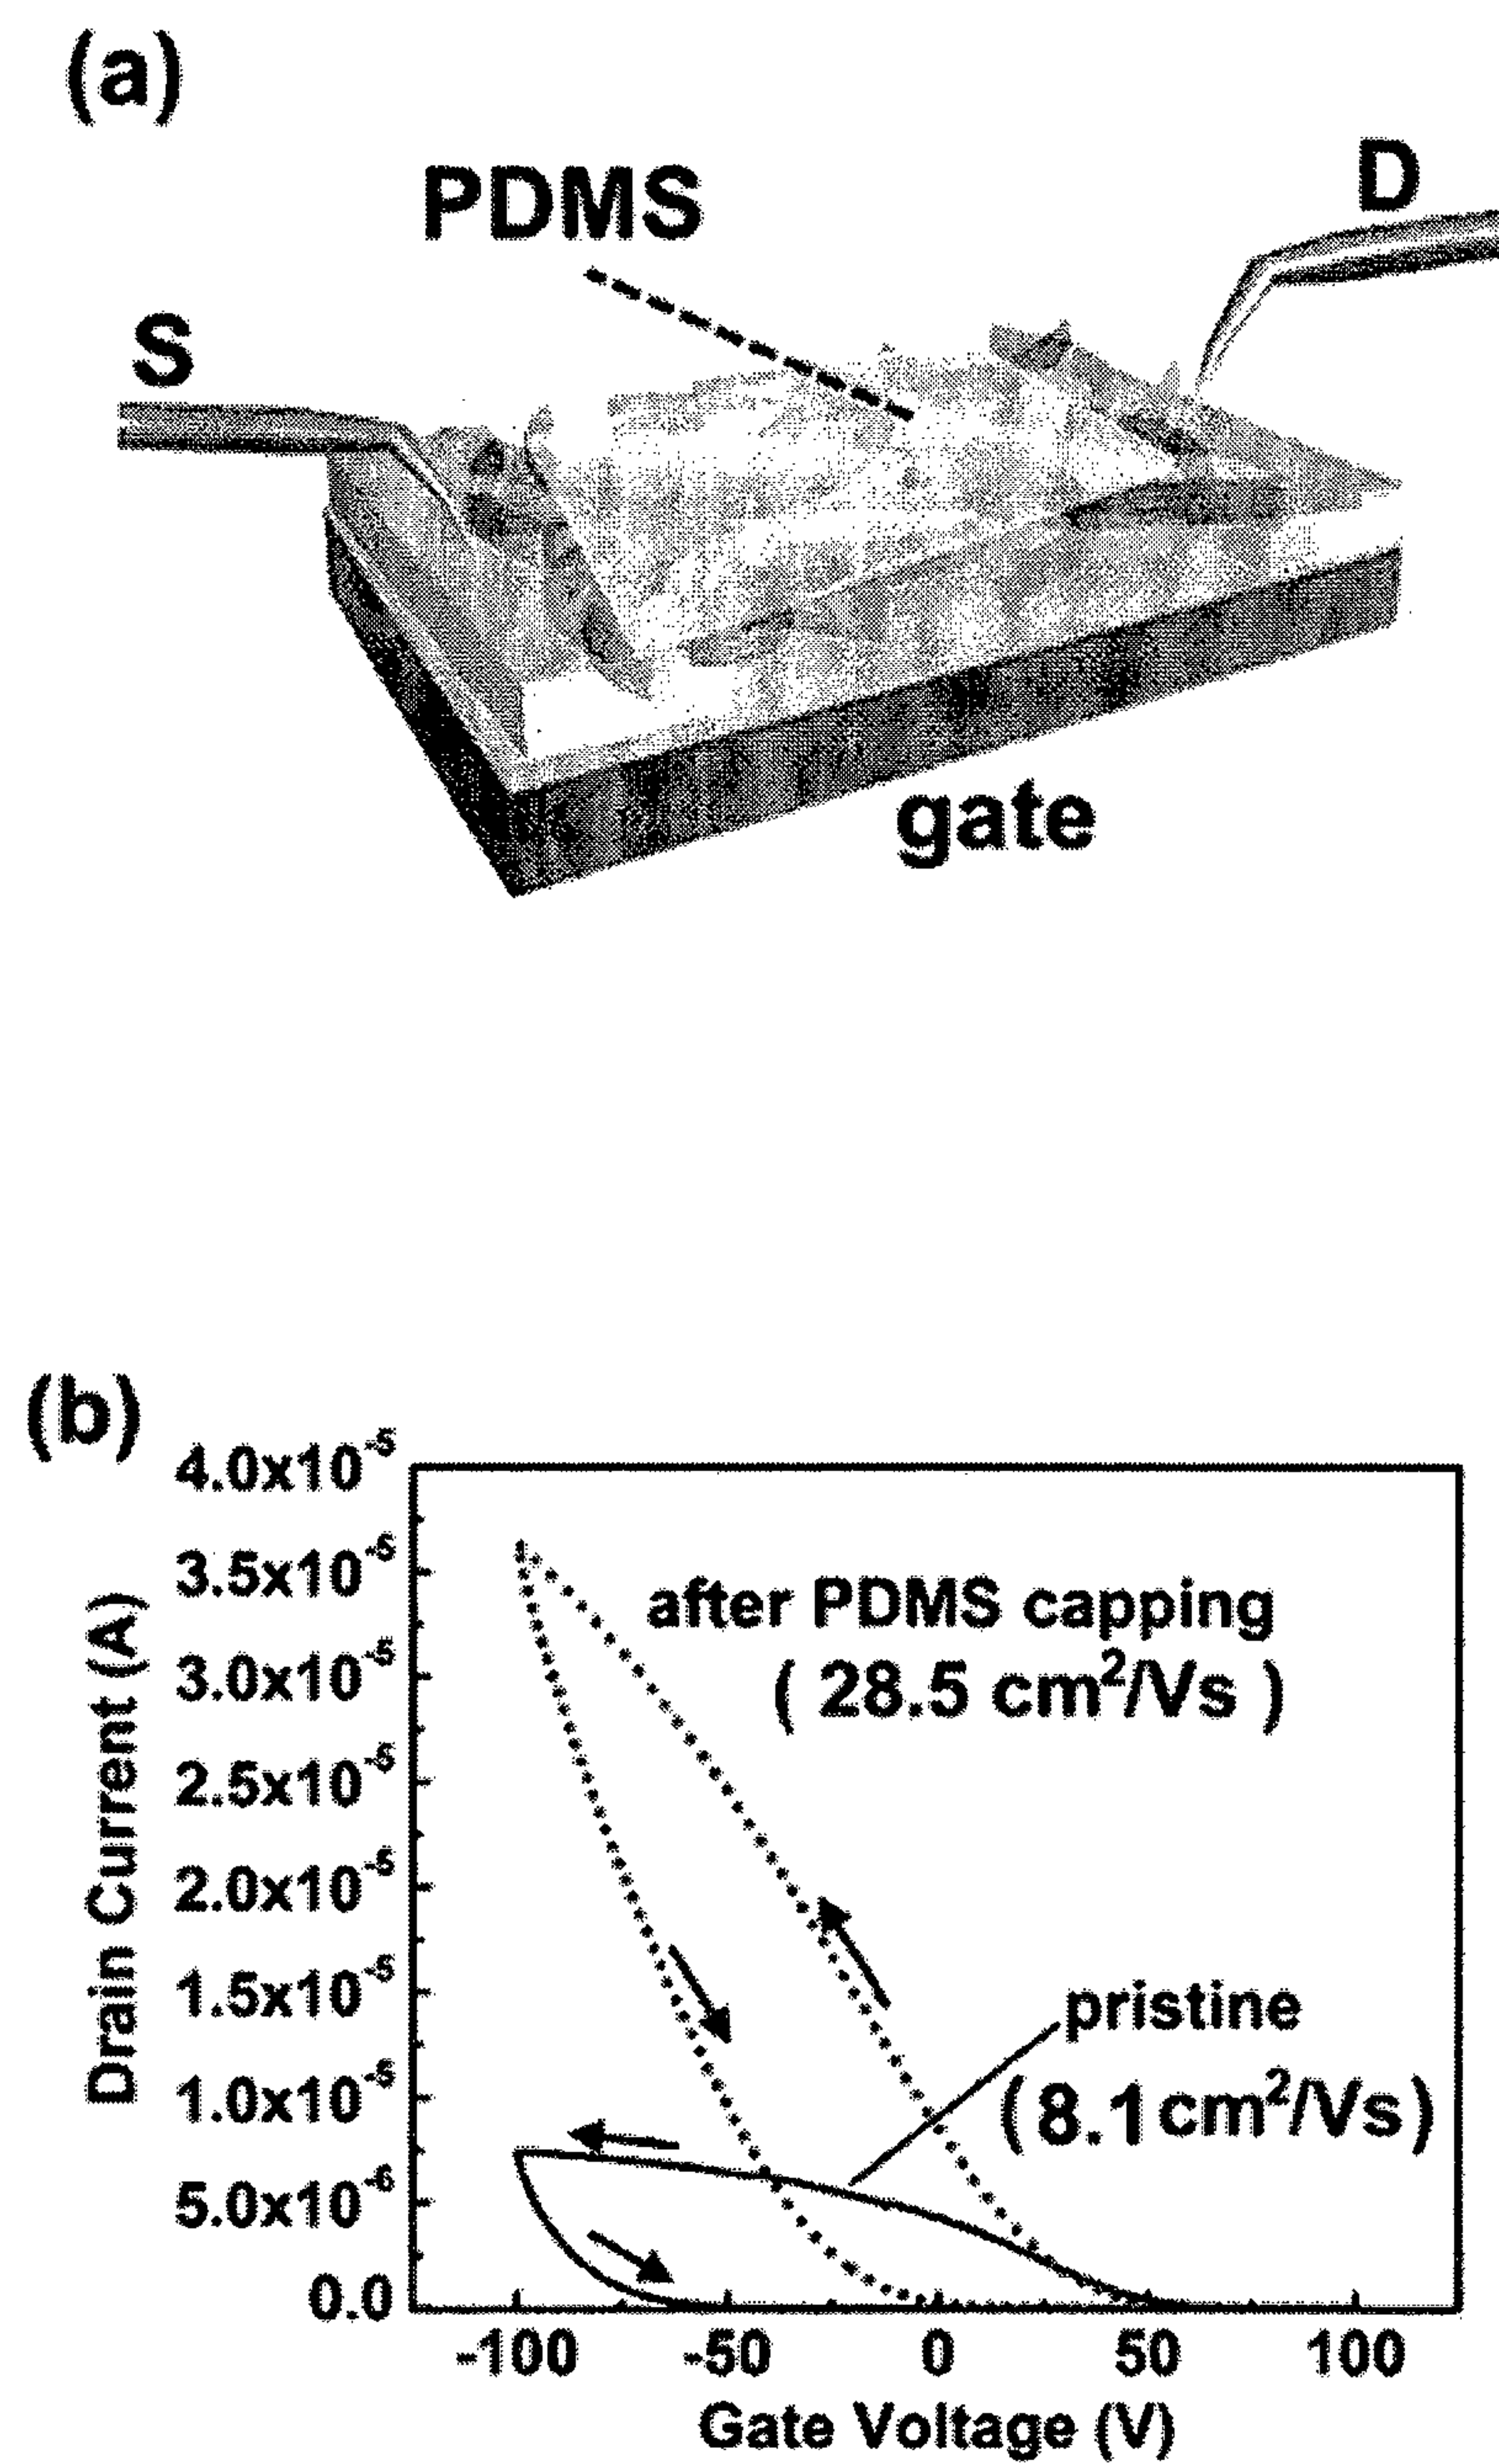 (a)
PDMS
D
S
gate
(b)
4.0x10⁻⁵
3.5x10⁻⁵
3.0x10⁻⁵
2.5x10⁻⁵
2.0x10⁻⁵
1.5x10⁻⁵
1.0x10⁻⁵
5.0x10⁻⁶
0.0
Drain Current (A)
after PDMS capping
( 28.5 cm²/Vs )
pristine
(8.1 cm²/Vs)
-100 -50 0 50 100
Gate Voltage (V)